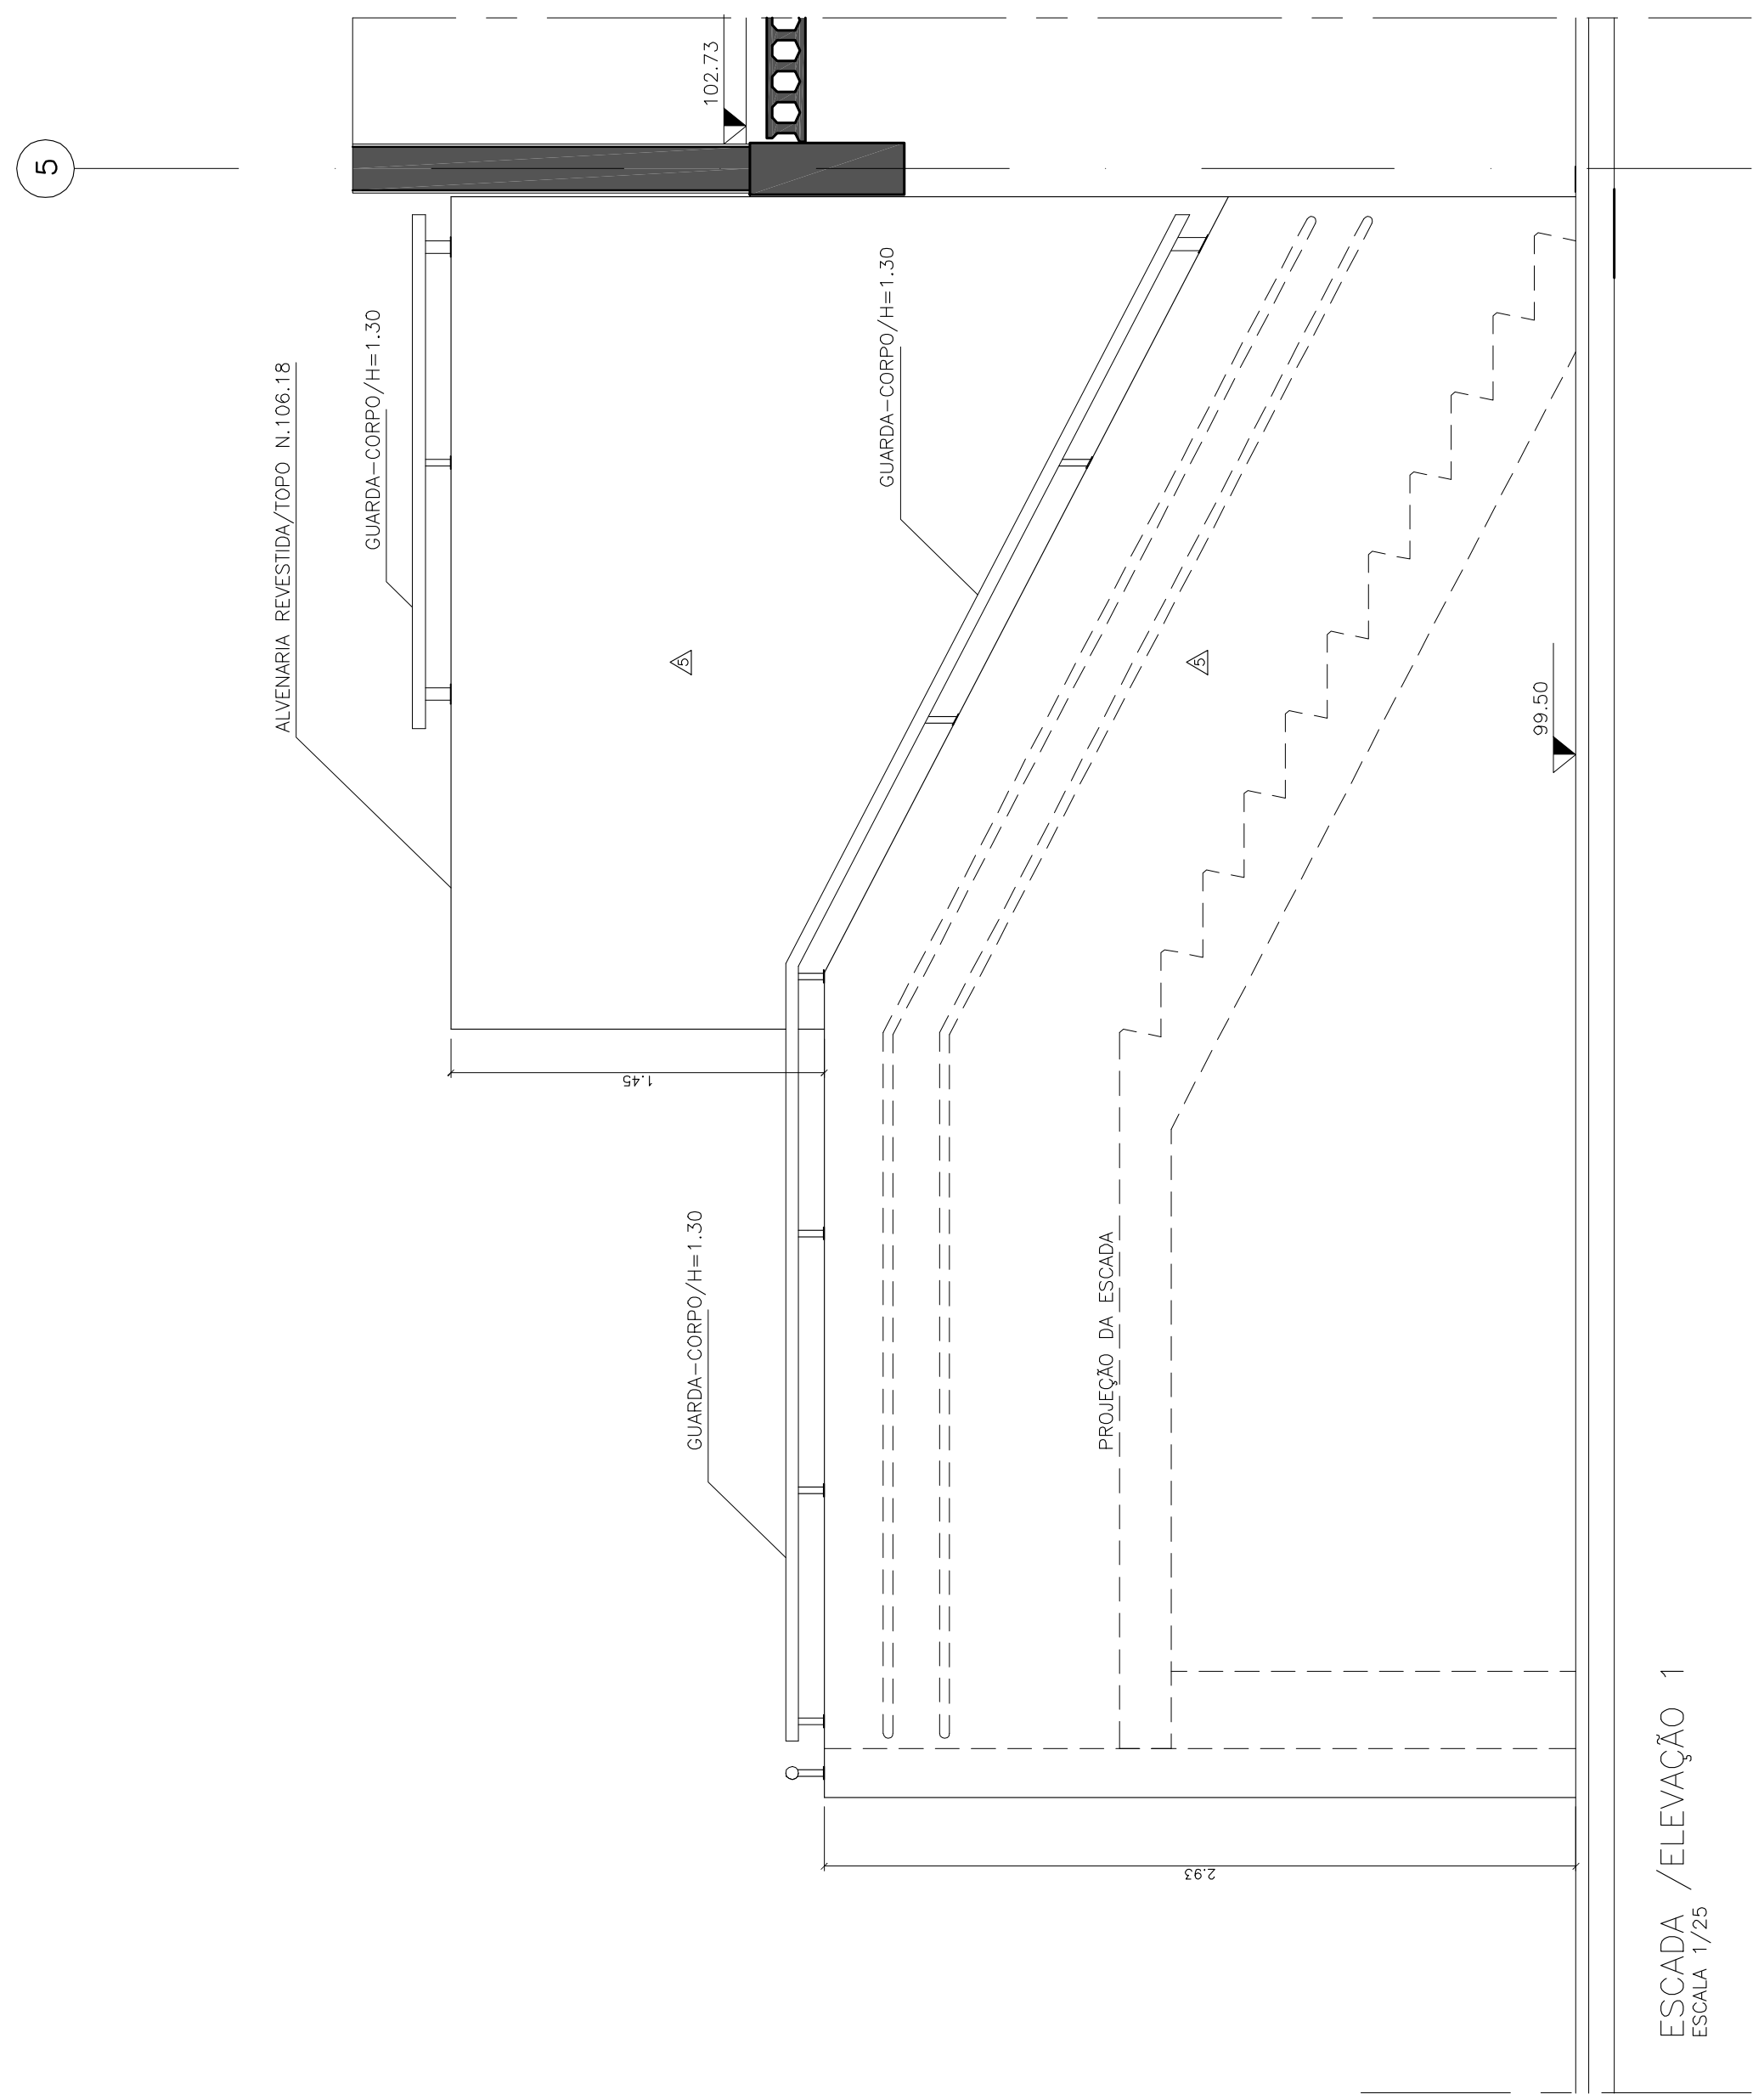 ALVENARIA REVESTIDA/TOPO N.106.18
GUARDA-CORPO/H=1.30
5
102.73
1.45
5
GUARDA-CORPO/H=1.30
GUARDA-CORPO/H=1.30
5
PROJEÇÃO DA ESCADA
2.93
99.50
ESCADA /ELEVAÇÃO 1
ESCALA 1/25